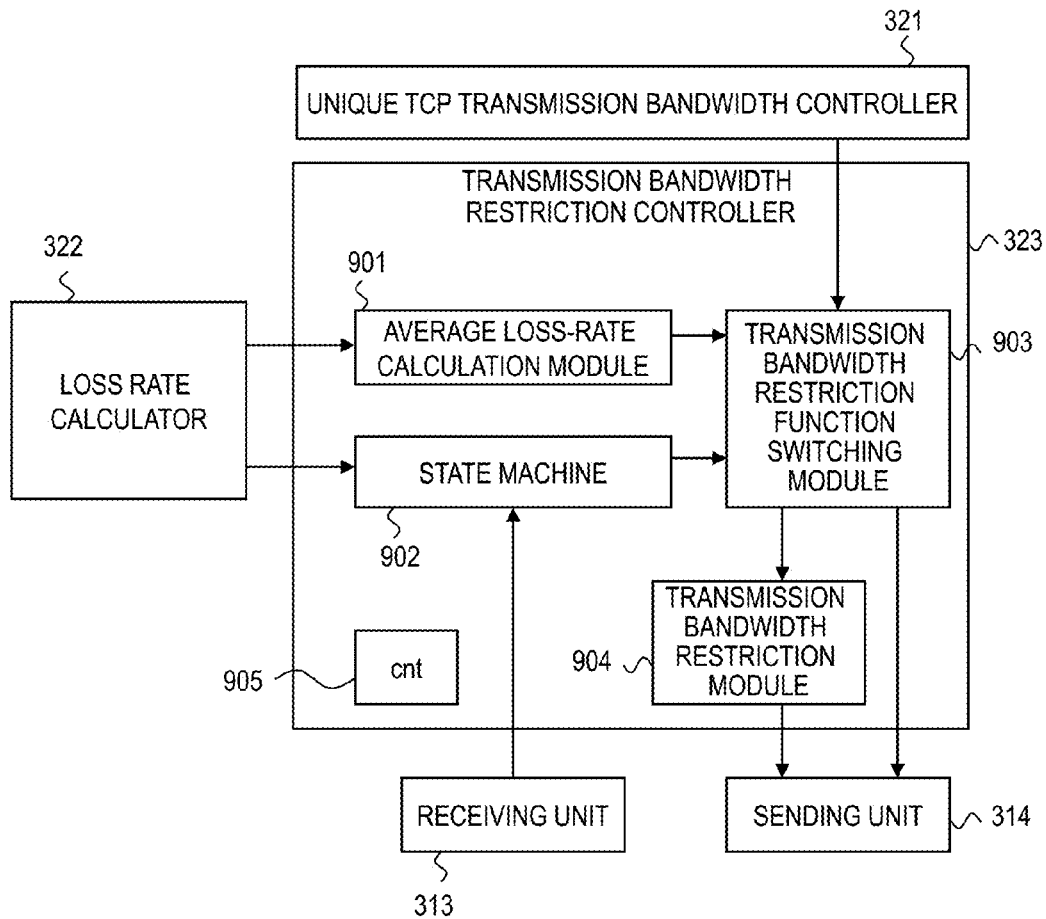 321
UNIQUE TCP TRANSMISSION BANDWIDTH CONTROLLER
TRANSMISSION BANDWIDTH
RESTRICTION CONTROLLER
323
322
LOSS RATE
CALCULATOR
901
AVERAGE LOSS-RATE
CALCULATION MODULE
TRANSMISSION
BANDWIDTH
RESTRICTION
FUNCTION
SWITCHING
MODULE
903
STATE MACHINE
902
TRANSMISSION
BANDWIDTH
RESTRICTION
MODULE
904
905
cnt
RECEIVING UNIT
313
SENDING UNIT
314